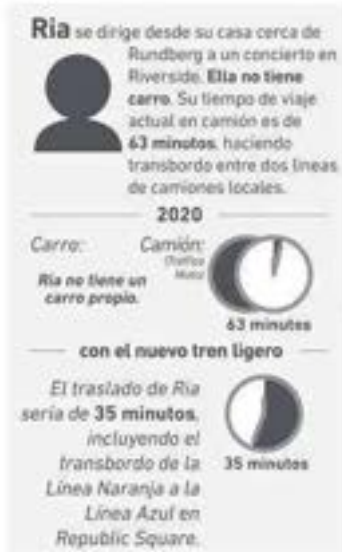 Ria se dirige desde su casa cerca de
Rundberg a un concierto en
Riverside. Ella no tiene
carro. Su tiempo de viaje
actual en camión es de
63 minutos, haciendo
transbordo entre dos líneas
de camiones locales.
2020
Carro:
Camión:
Ria no tiene un
carro propio.
63 minutos
con el nuevo tren ligero
El traslado de Ria
sería de 35 minutos,
incluyendo el
transbordo de la
Línea Naranja a la
Línea Azul en
Republic Square.
35 minutos